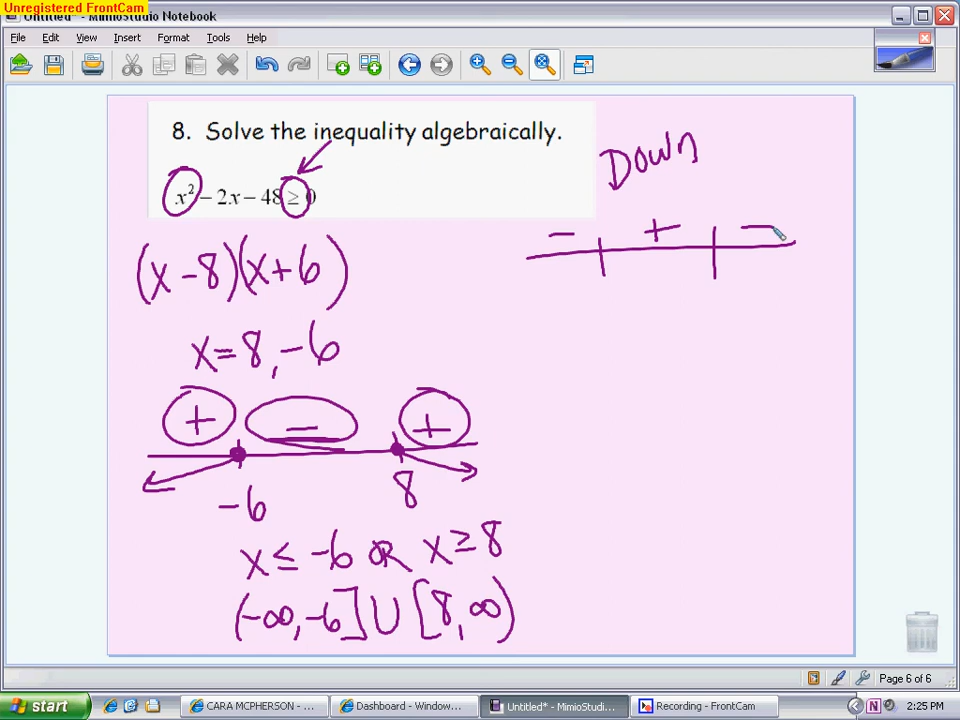 Unregistered FrontCam
Untitled* - MimioStudio Notebook
File Edit View Insert Format Tools Help
8. Solve the inequality algebraically.
x² – 2x – 48 ≥ 0
Down
− + −
(x − 8)(x + 6)
x = 8, −6
+ − +
−6 8
x ≤ −6 OR x ≥ 8
(−∞, −6] ∪ [8, ∞)
Page 6 of 6
start CARA MCPHERSON - ... Dashboard - Window... Untitled* - MimioStudi... Recording - FrontCam N 2:25 PM